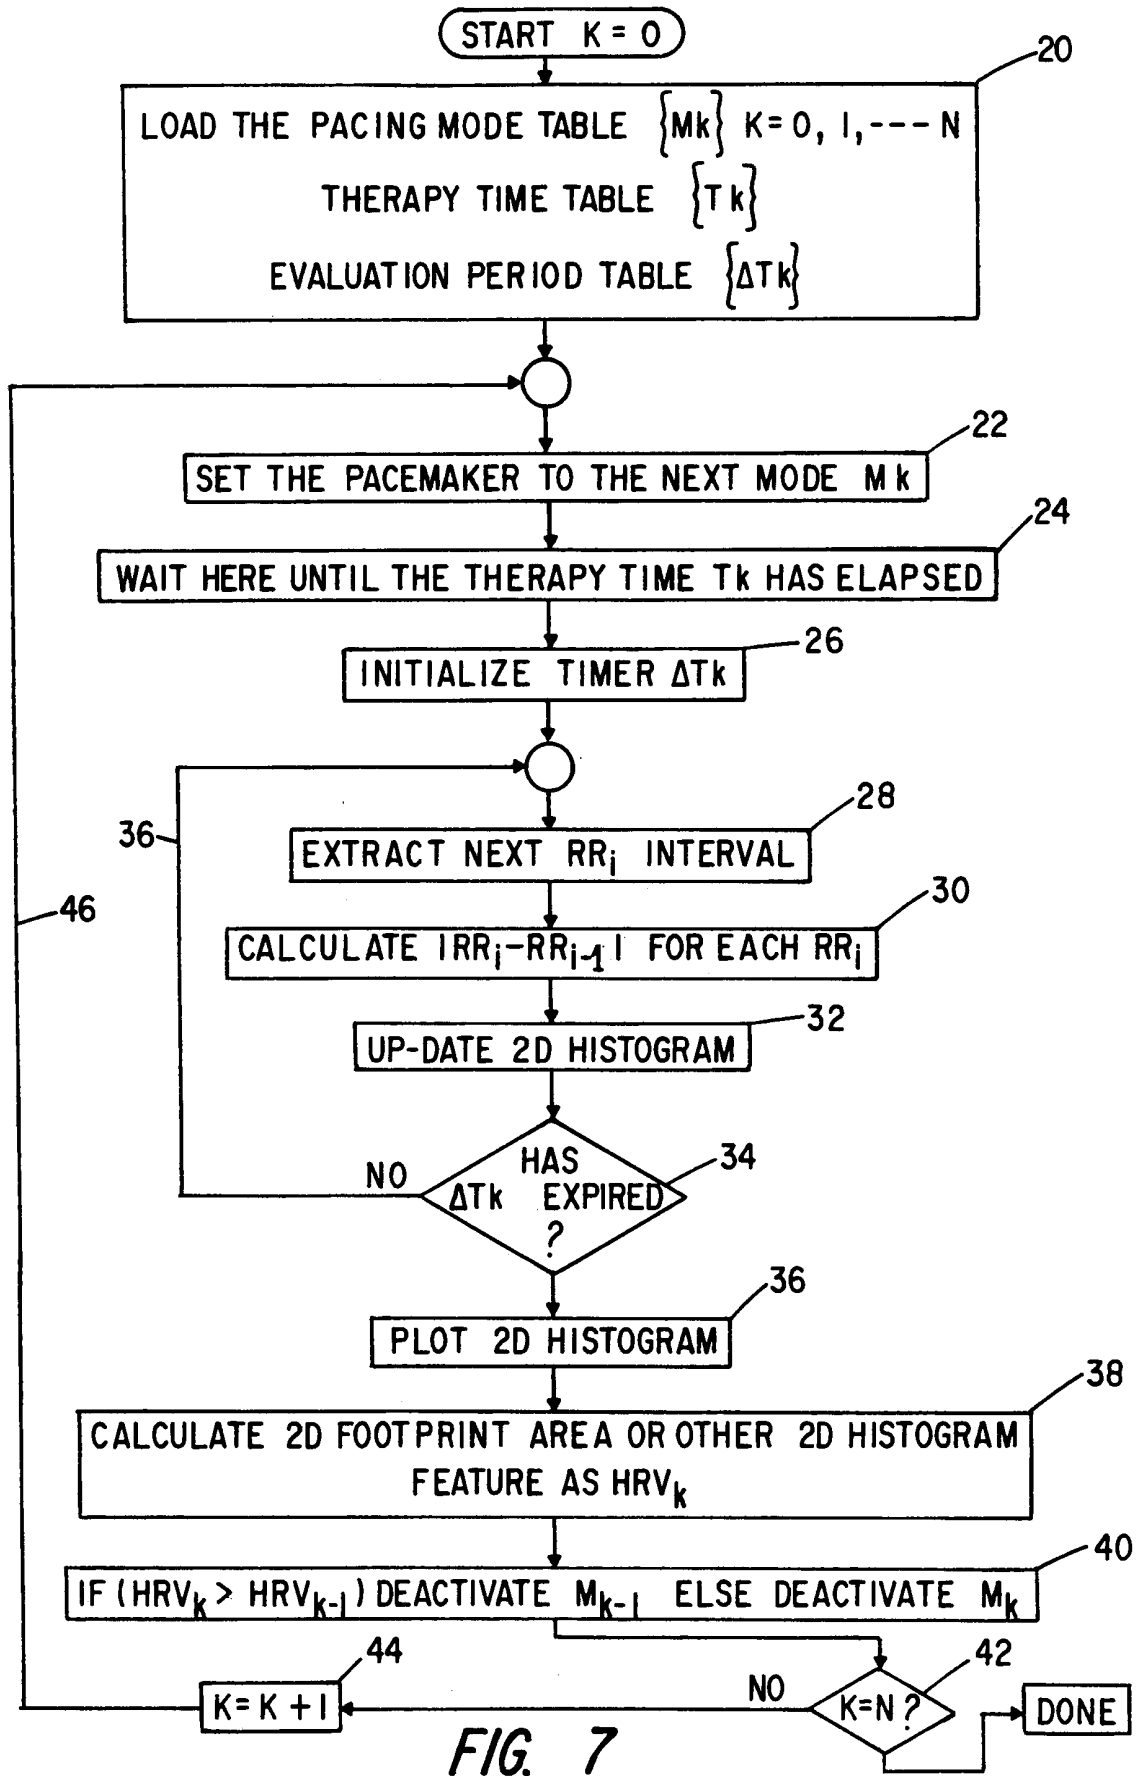 START K = 0
20
LOAD THE PACING MODE TABLE {Mk} K = 0, 1, --- N
THERAPY TIME TABLE {Tk}
EVALUATION PERIOD TABLE {ΔTk}
22
SET THE PACEMAKER TO THE NEXT MODE Mk
24
WAIT HERE UNTIL THE THERAPY TIME Tk HAS ELAPSED
26
INITIALIZE TIMER ΔTk
28
36
EXTRACT NEXT RRi INTERVAL
30
46
CALCULATE |RRi-RRi-1| FOR EACH RRi
32
UP-DATE 2D HISTOGRAM
34
NO
HAS
ΔTk EXPIRED
?
36
PLOT 2D HISTOGRAM
38
CALCULATE 2D FOOTPRINT AREA OR OTHER 2D HISTOGRAM
FEATURE AS HRVk
40
IF (HRVk > HRVk-1) DEACTIVATE Mk-1 ELSE DEACTIVATE Mk
44
42
K = K + 1
NO
K=N?
DONE
FIG. 7